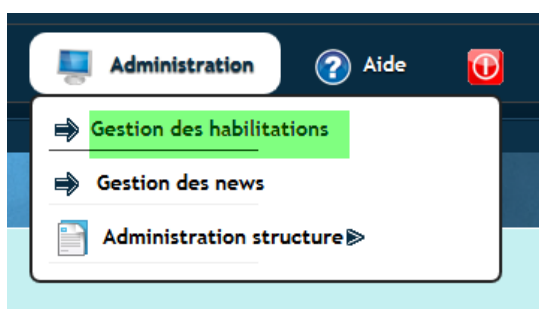 Administration Aide
Gestion des habilitations
Gestion des news
Administration structure